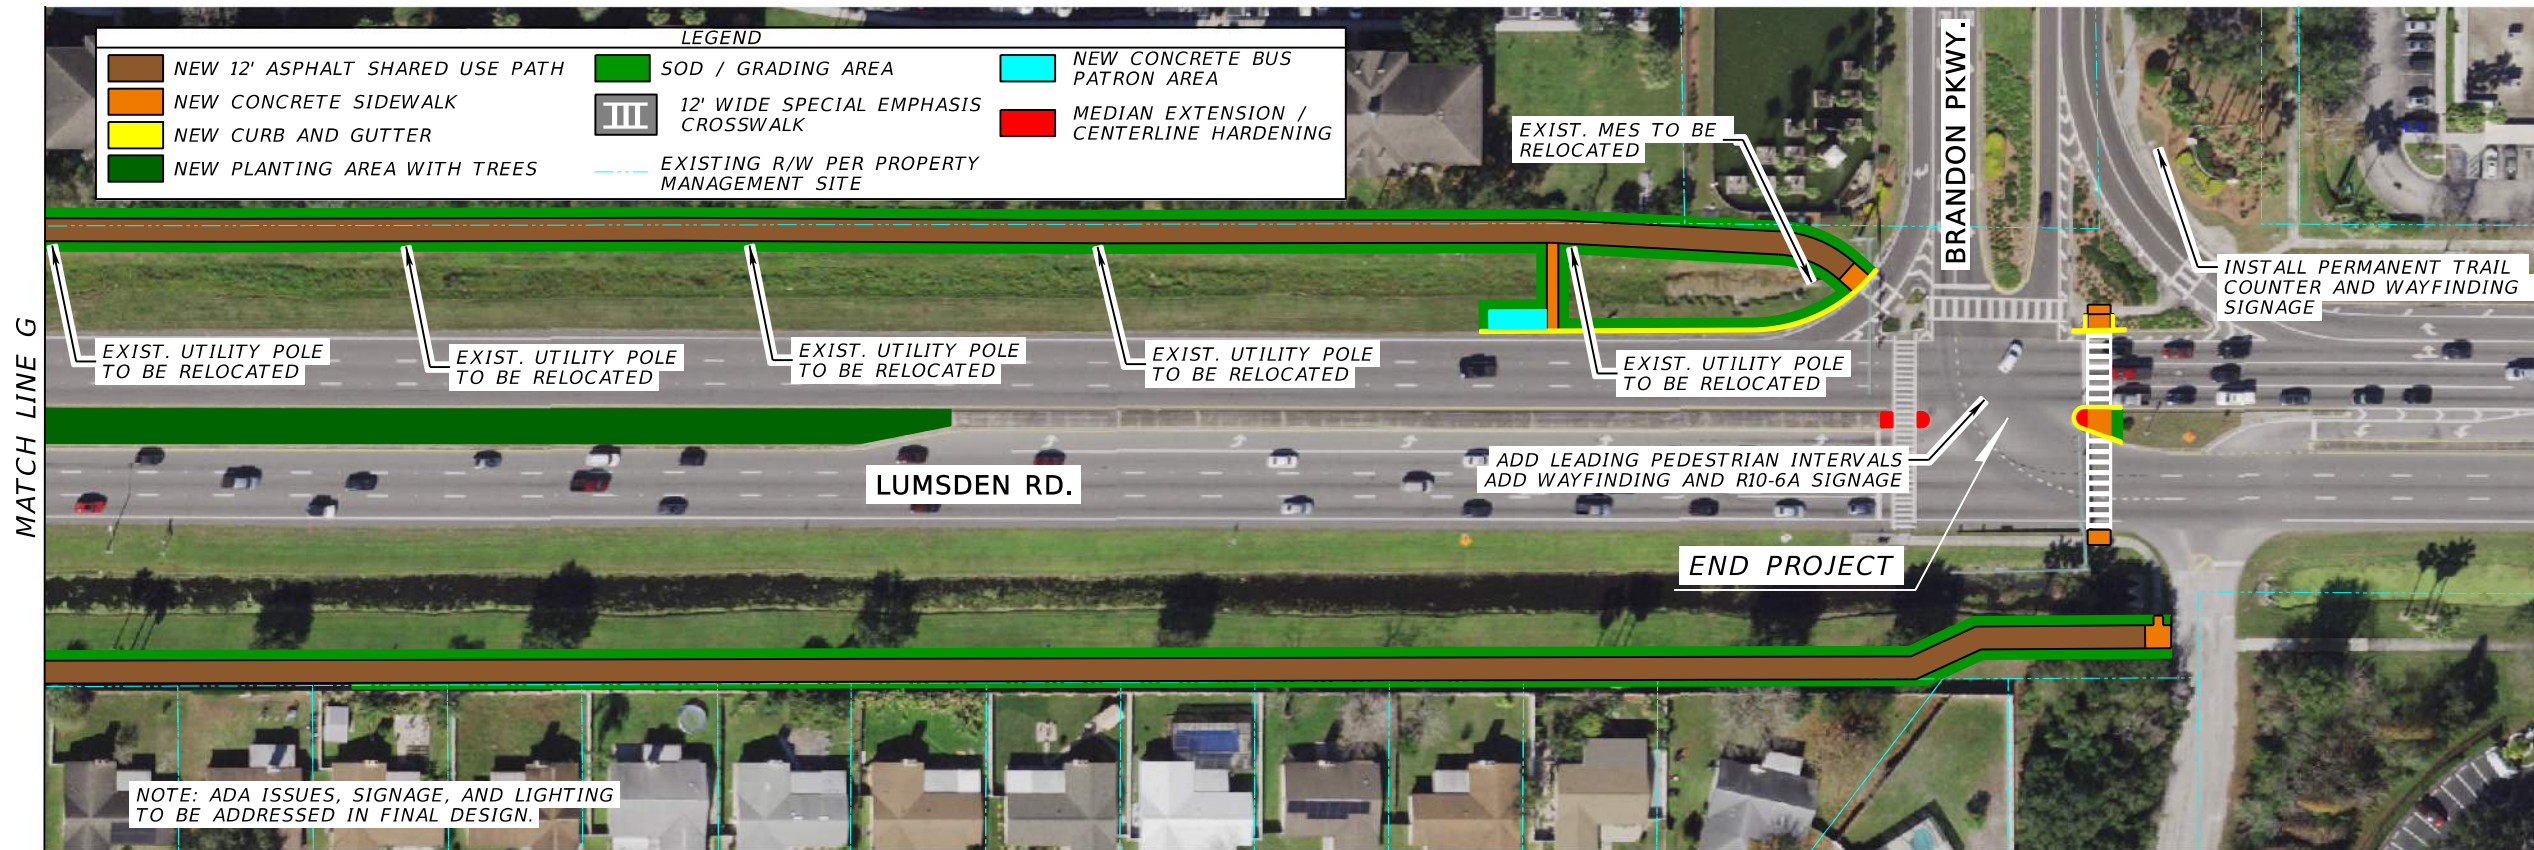 LEGEND
NEW 12' ASPHALT SHARED USE PATH
NEW CONCRETE SIDEWALK
NEW CURB AND GUTTER
NEW PLANTING AREA WITH TREES
SOD / GRADING AREA
12' WIDE SPECIAL EMPHASIS
CROSSWALK
EXISTING R/W PER PROPERTY
MANAGEMENT SITE
NEW CONCRETE BUS
PATRON AREA
MEDIAN EXTENSION /
CENTERLINE HARDENING
EXIST. MES TO BE
RELOCATED
BRANDON PKWY.
INSTALL PERMANENT TRAIL
COUNTER AND WAYFINDING
SIGNAGE
MATCH LINE G
EXIST. UTILITY POLE
TO BE RELOCATED
EXIST. UTILITY POLE
TO BE RELOCATED
EXIST. UTILITY POLE
TO BE RELOCATED
EXIST. UTILITY POLE
TO BE RELOCATED
EXIST. UTILITY POLE
TO BE RELOCATED
LUMSDEN RD.
ADD LEADING PEDESTRIAN INTERVALS
ADD WAYFINDING AND R10-6A SIGNAGE
END PROJECT
NOTE: ADA ISSUES, SIGNAGE, AND LIGHTING
TO BE ADDRESSED IN FINAL DESIGN.